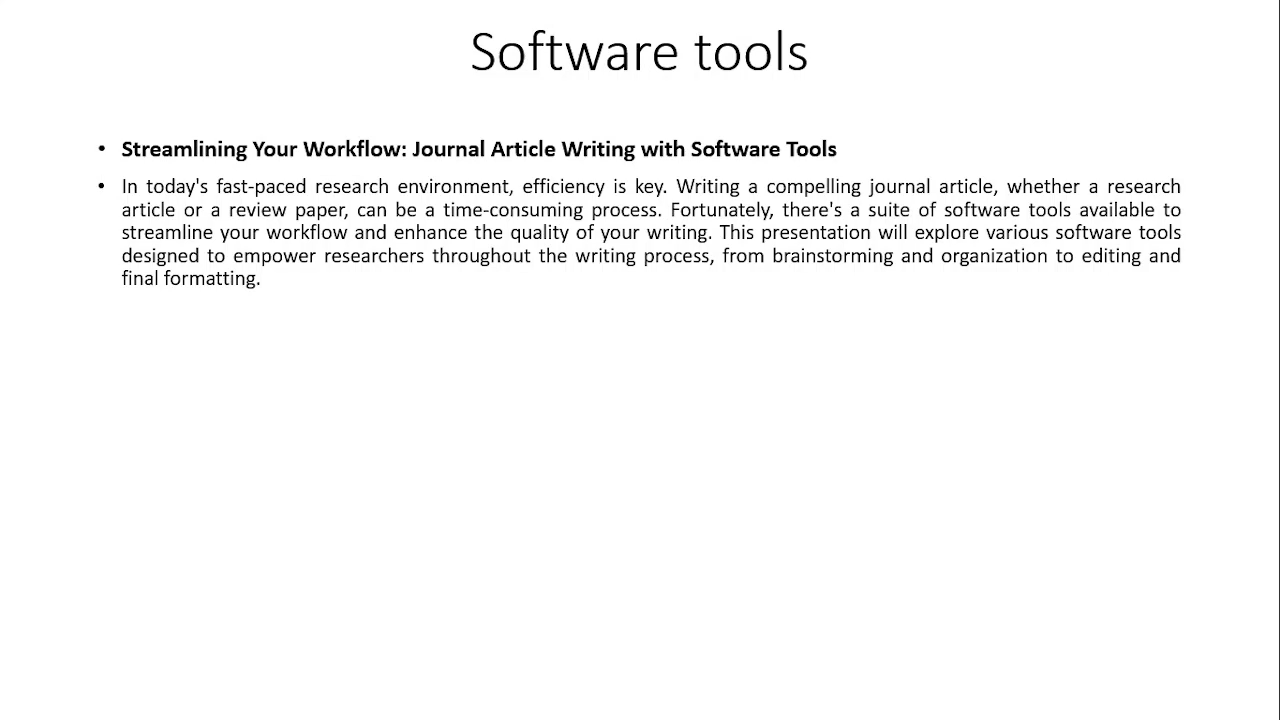 Software tools
• Streamlining Your Workflow: Journal Article Writing with Software Tools
• In today's fast-paced research environment, efficiency is key. Writing a compelling journal article, whether a research
article or a review paper, can be a time-consuming process. Fortunately, there's a suite of software tools available to
streamline your workflow and enhance the quality of your writing. This presentation will explore various software tools
designed to empower researchers throughout the writing process, from brainstorming and organization to editing and
final formatting.